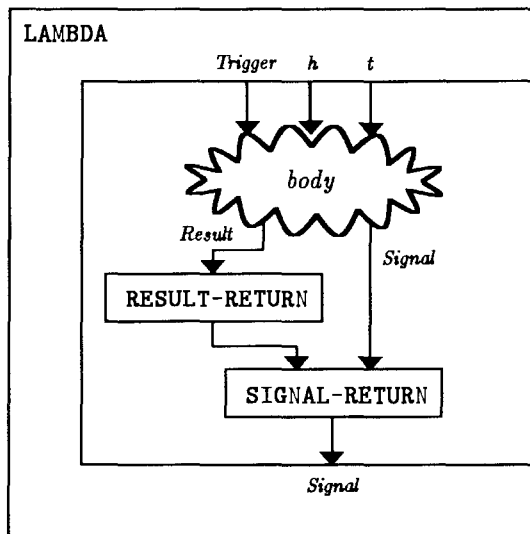 LAMBDA
Trigger h t
body
Result
Signal
RESULT-RETURN
SIGNAL-RETURN
Signal